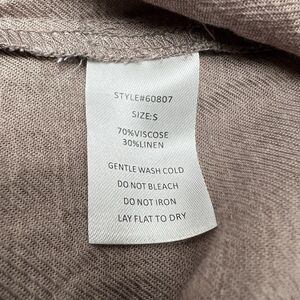 STYLE#60807
SIZE:S
70%VISCOSE
30%LINEN
GENTLE WASH COLD
DO NOT BLEACH
DO NOT IRON
LAY FLAT TO DRY